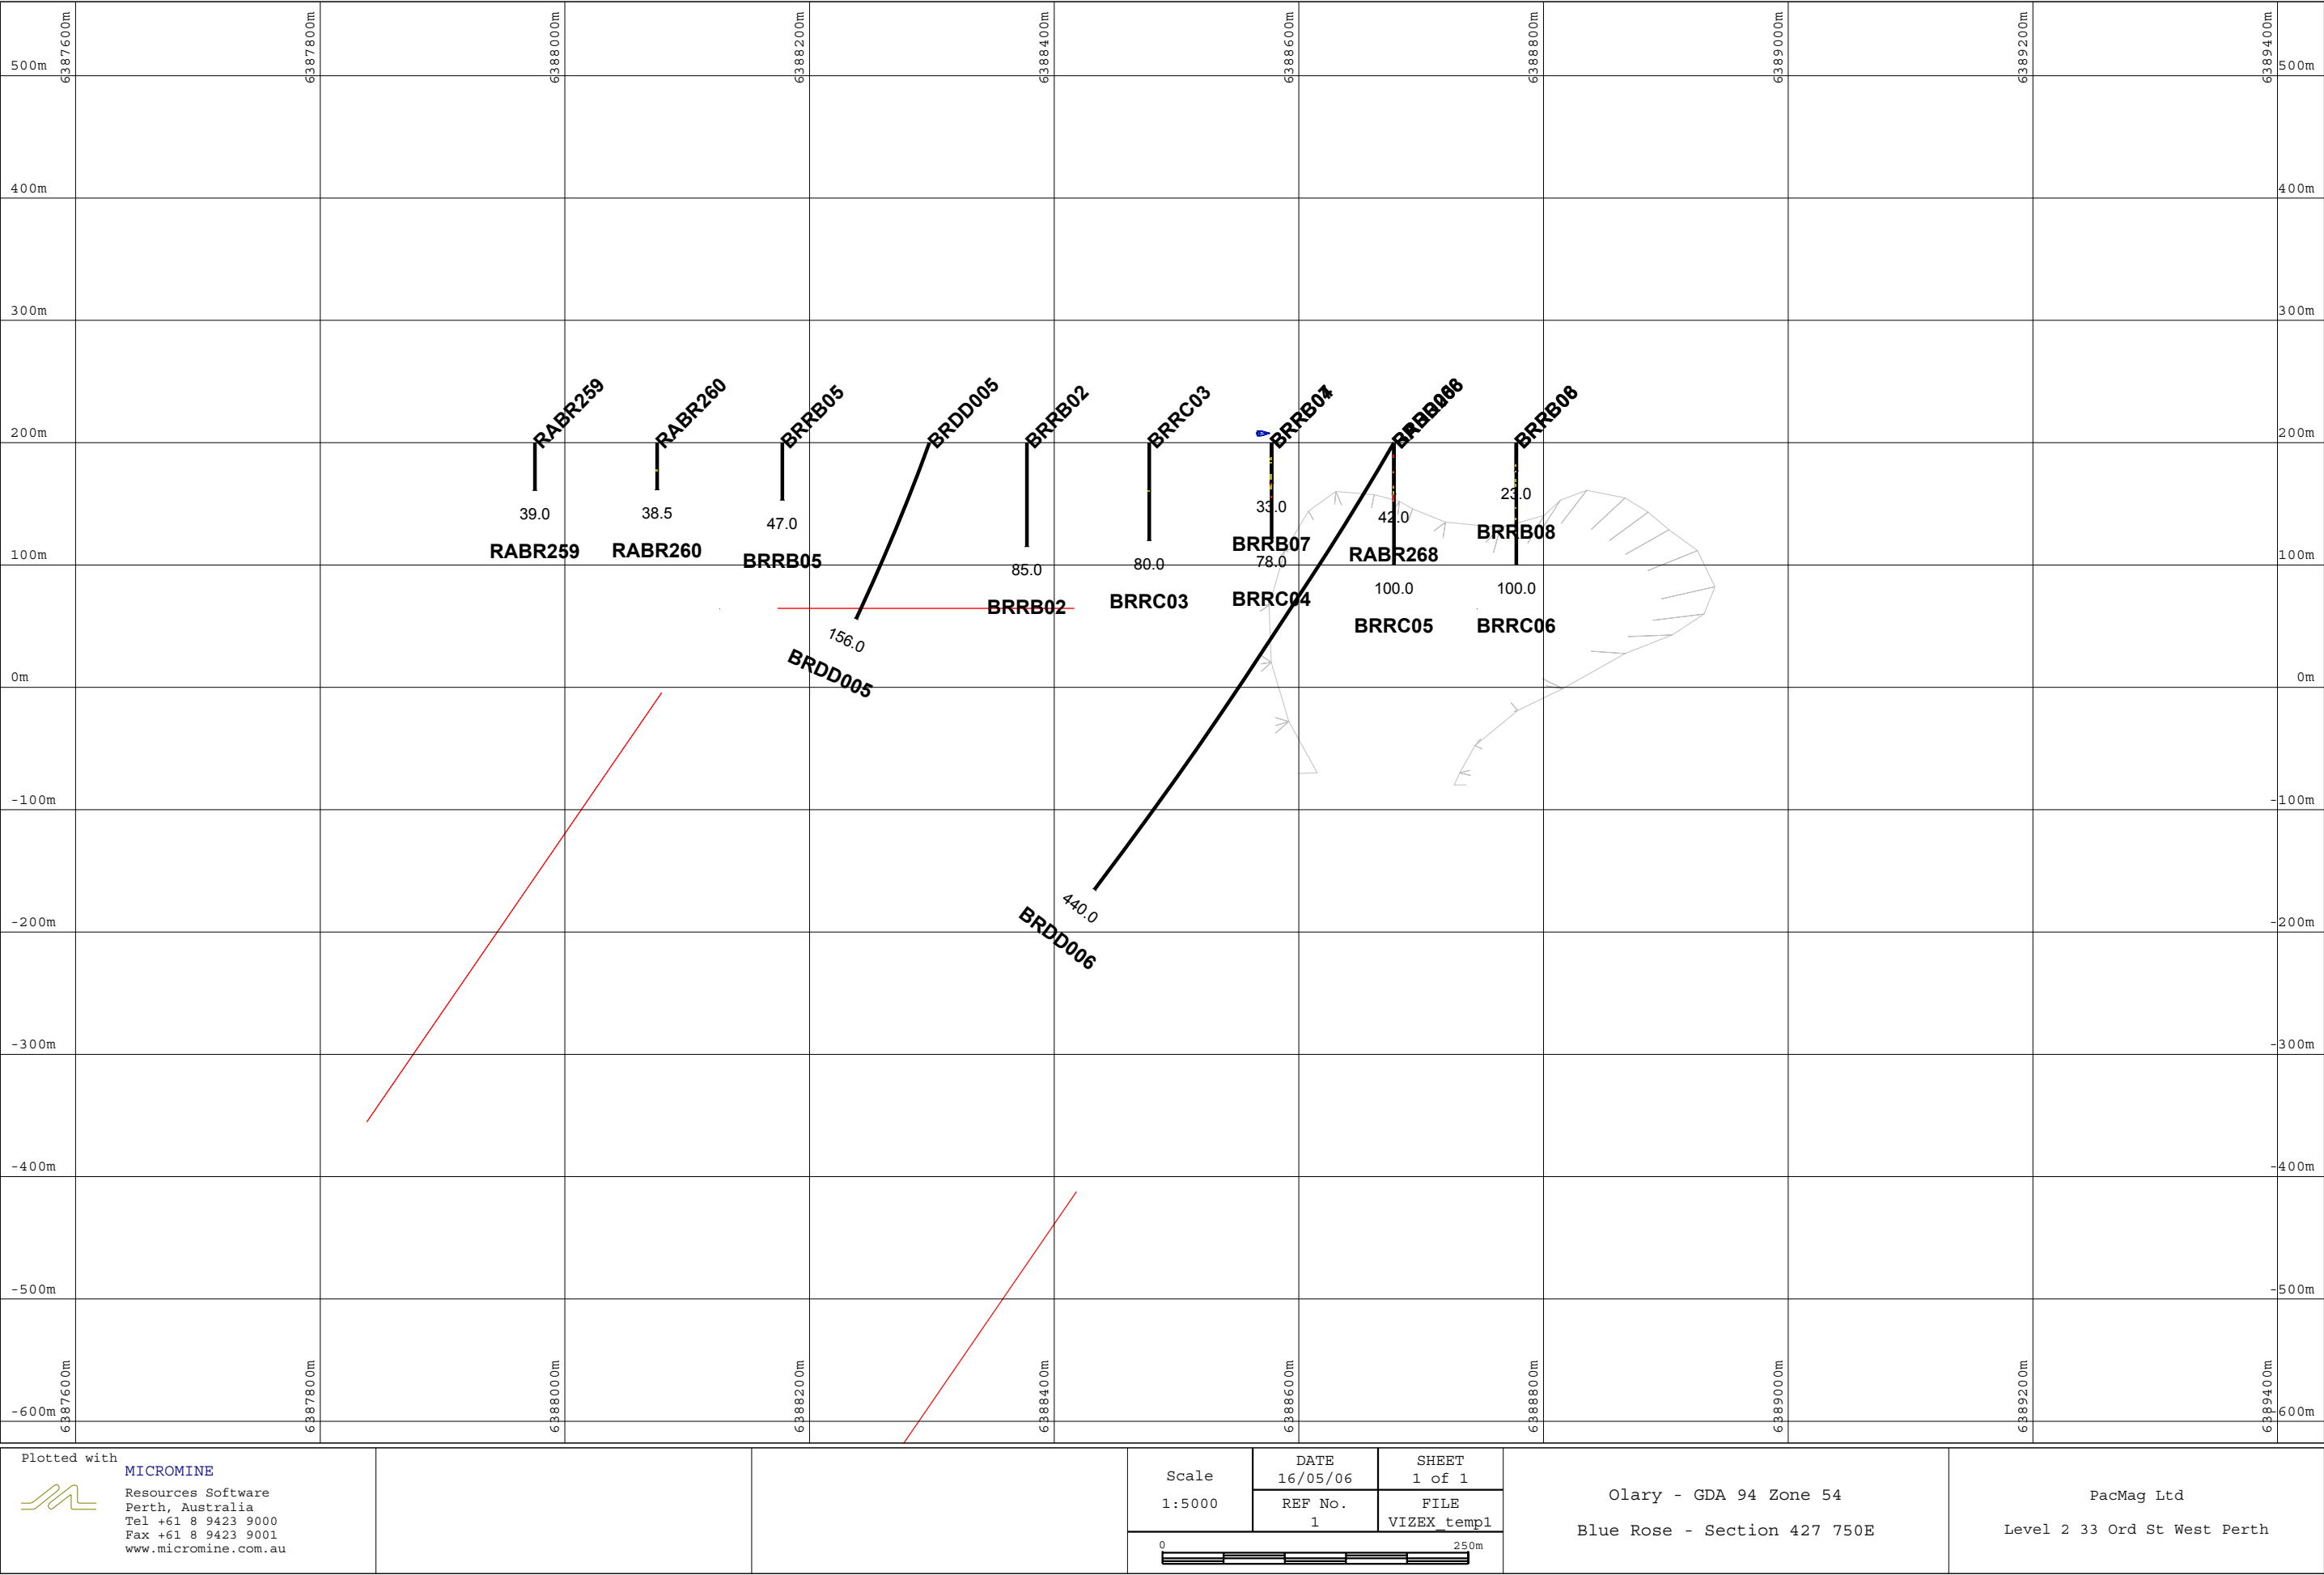 6387600m
6387800m
6388000m
6388200m
6388400m
6388600m
6388800m
6389000m
6389200m
6389400m
500m
500m
400m
400m
300m
300m
RABR259
RABR260
BRRB05
BRDD005
BRRB02
BRRC03
200m
200m
39.0
38.5
47.0
85.0
80.0
33.0
42.0
23.0
RABR259
RABR260
BRRB05
BRRB02
BRRC03
BRRB07
RABR268
BRRB08
100m
100m
78.0
100.0
100.0
BRRC04
BRRC05
BRRC06
156.0
BRDD005
0m
0m
-100m
-100m
440.0
BRDD006
-200m
-200m
-300m
-300m
-400m
-400m
-500m
-500m
-600m
-600m
6387600m
6387800m
6388000m
6388200m
6388400m
6388600m
6388800m
6389000m
6389200m
6389400m
Plotted with
MICROMINE
Resources Software
Perth, Australia
Tel +61 8 9423 9000
Fax +61 8 9423 9001
www.micromine.com.au
Scale
1:5000
DATE
16/05/06
SHEET
1 of 1
REF No.
1
FILE
VIZEX_temp1
0 250m
Olary - GDA 94 Zone 54
Blue Rose - Section 427 750E
PacMag Ltd
Level 2 33 Ord St West Perth